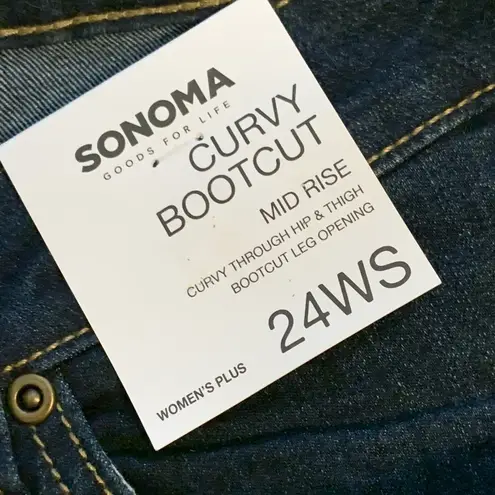 SONOMA
GOODS FOR LIFE
CURVY
BOOTCUT
MID RISE
CURVY THROUGH HIP & THIGH
BOOTCUT LEG OPENING
24WS
WOMEN'S PLUS